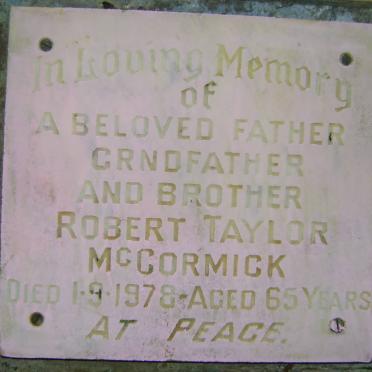 In Loving Memory
of
A BELOVED FATHER
GRNDFATHER
AND BROTHER
ROBERT TAYLOR
McCORMICK
DIED 1·9·1978·AGED 65 YEARS
AT PEACE.